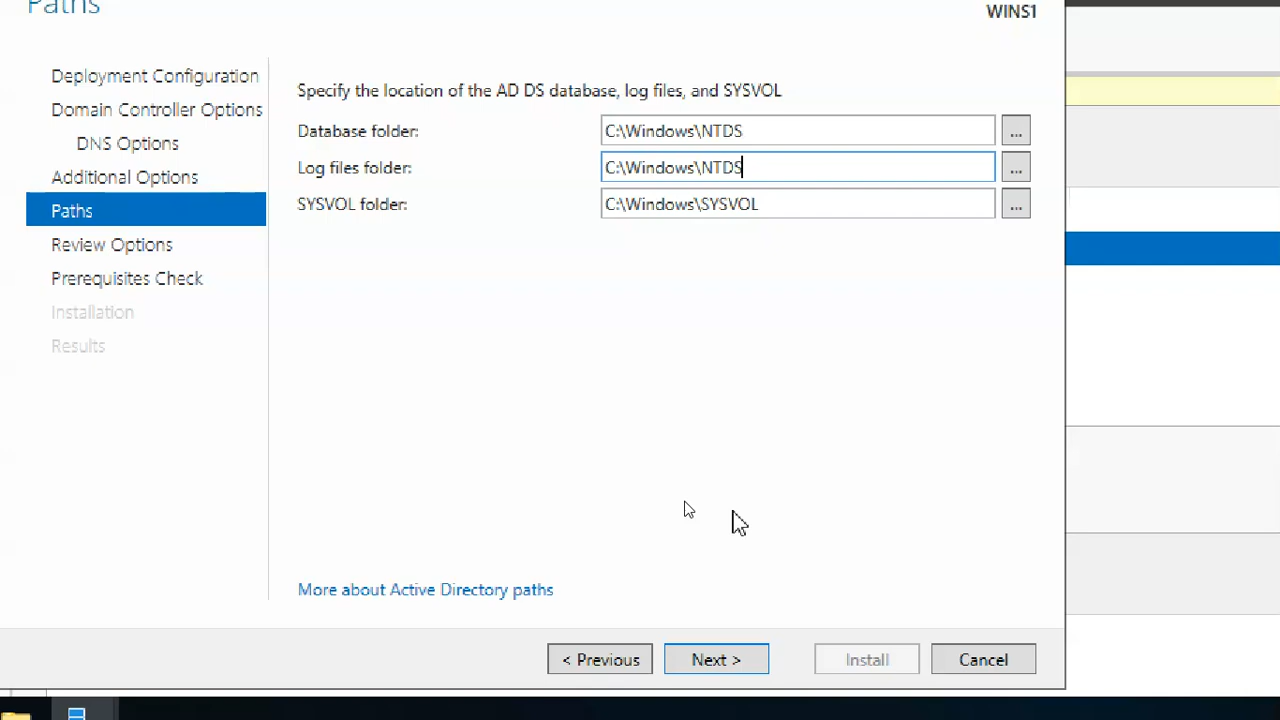 Paths
WINS1
Deployment Configuration
Domain Controller Options
DNS Options
Additional Options
Paths
Review Options
Prerequisites Check
Installation
Results
Specify the location of the AD DS database, log files, and SYSVOL
Database folder: C:\Windows\NTDS ...
Log files folder: C:\Windows\NTDS ...
SYSVOL folder: C:\Windows\SYSVOL ...
More about Active Directory paths
< Previous Next > Install Cancel